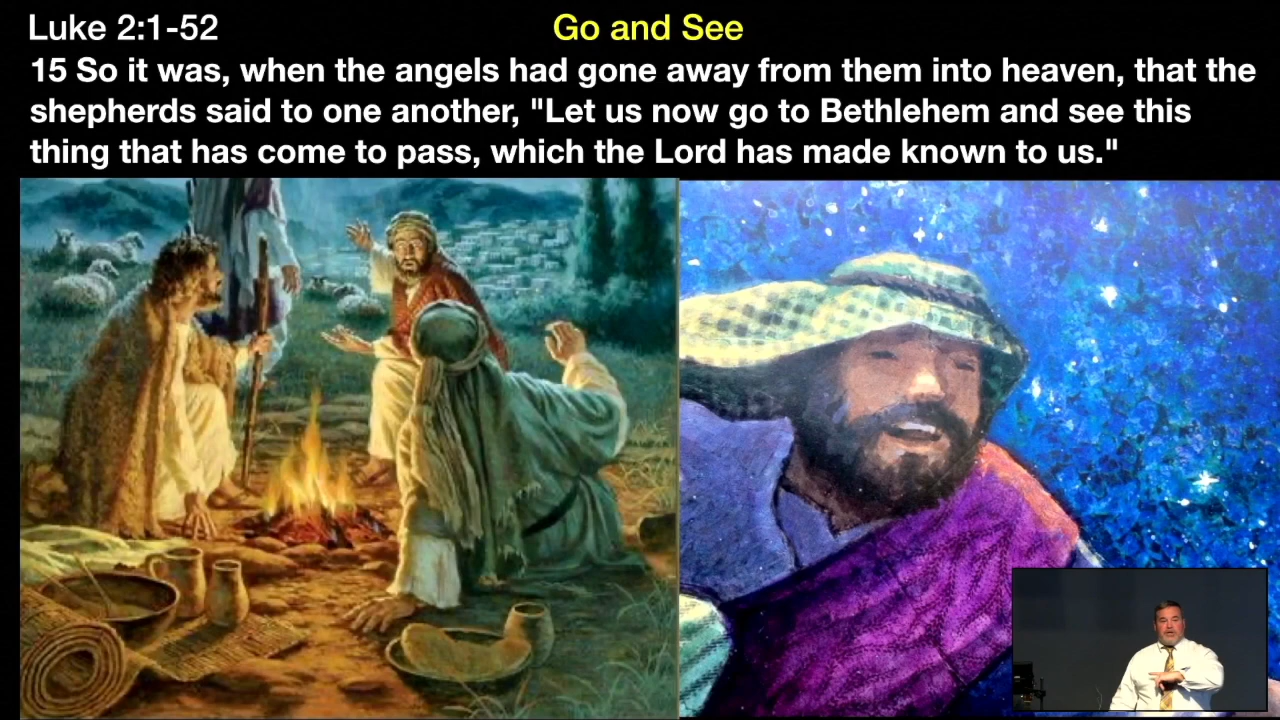 Luke 2:1-52
Go and See
15 So it was, when the angels had gone away from them into heaven, that the
shepherds said to one another, "Let us now go to Bethlehem and see this
thing that has come to pass, which the Lord has made known to us."